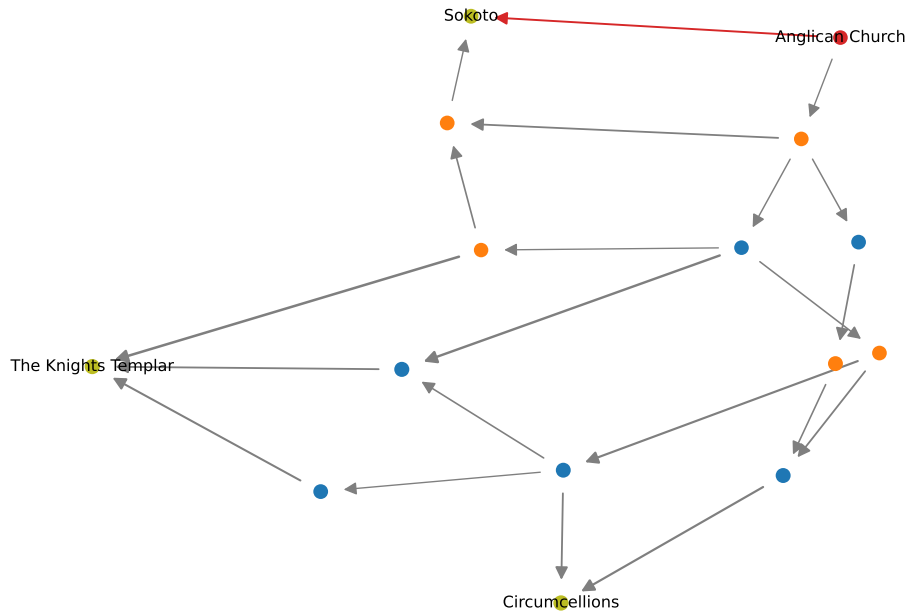 Sokoto
Anglican Church
The Knights Templar
Circumcellions